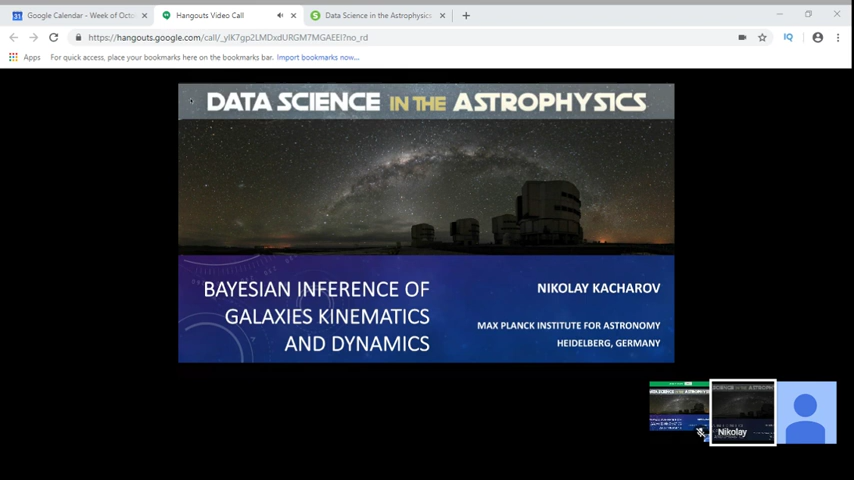 Google Calendar - Week of Octo
Hangouts Video Call
Data Science in the Astrophysics
https://hangouts.google.com/call/_ylK7gp2LMDxdURGM7MGAEEI?no_rd
IQ
Apps
For quick access, place your bookmarks here on the bookmarks bar. Import bookmarks now...
DATA SCIENCE IN THE ASTROPHYSICS
BAYESIAN INFERENCE OF
GALAXIES KINEMATICS
AND DYNAMICS
NIKOLAY KACHAROV
MAX PLANCK INSTITUTE FOR ASTRONOMY
HEIDELBERG, GERMANY
Nikolay